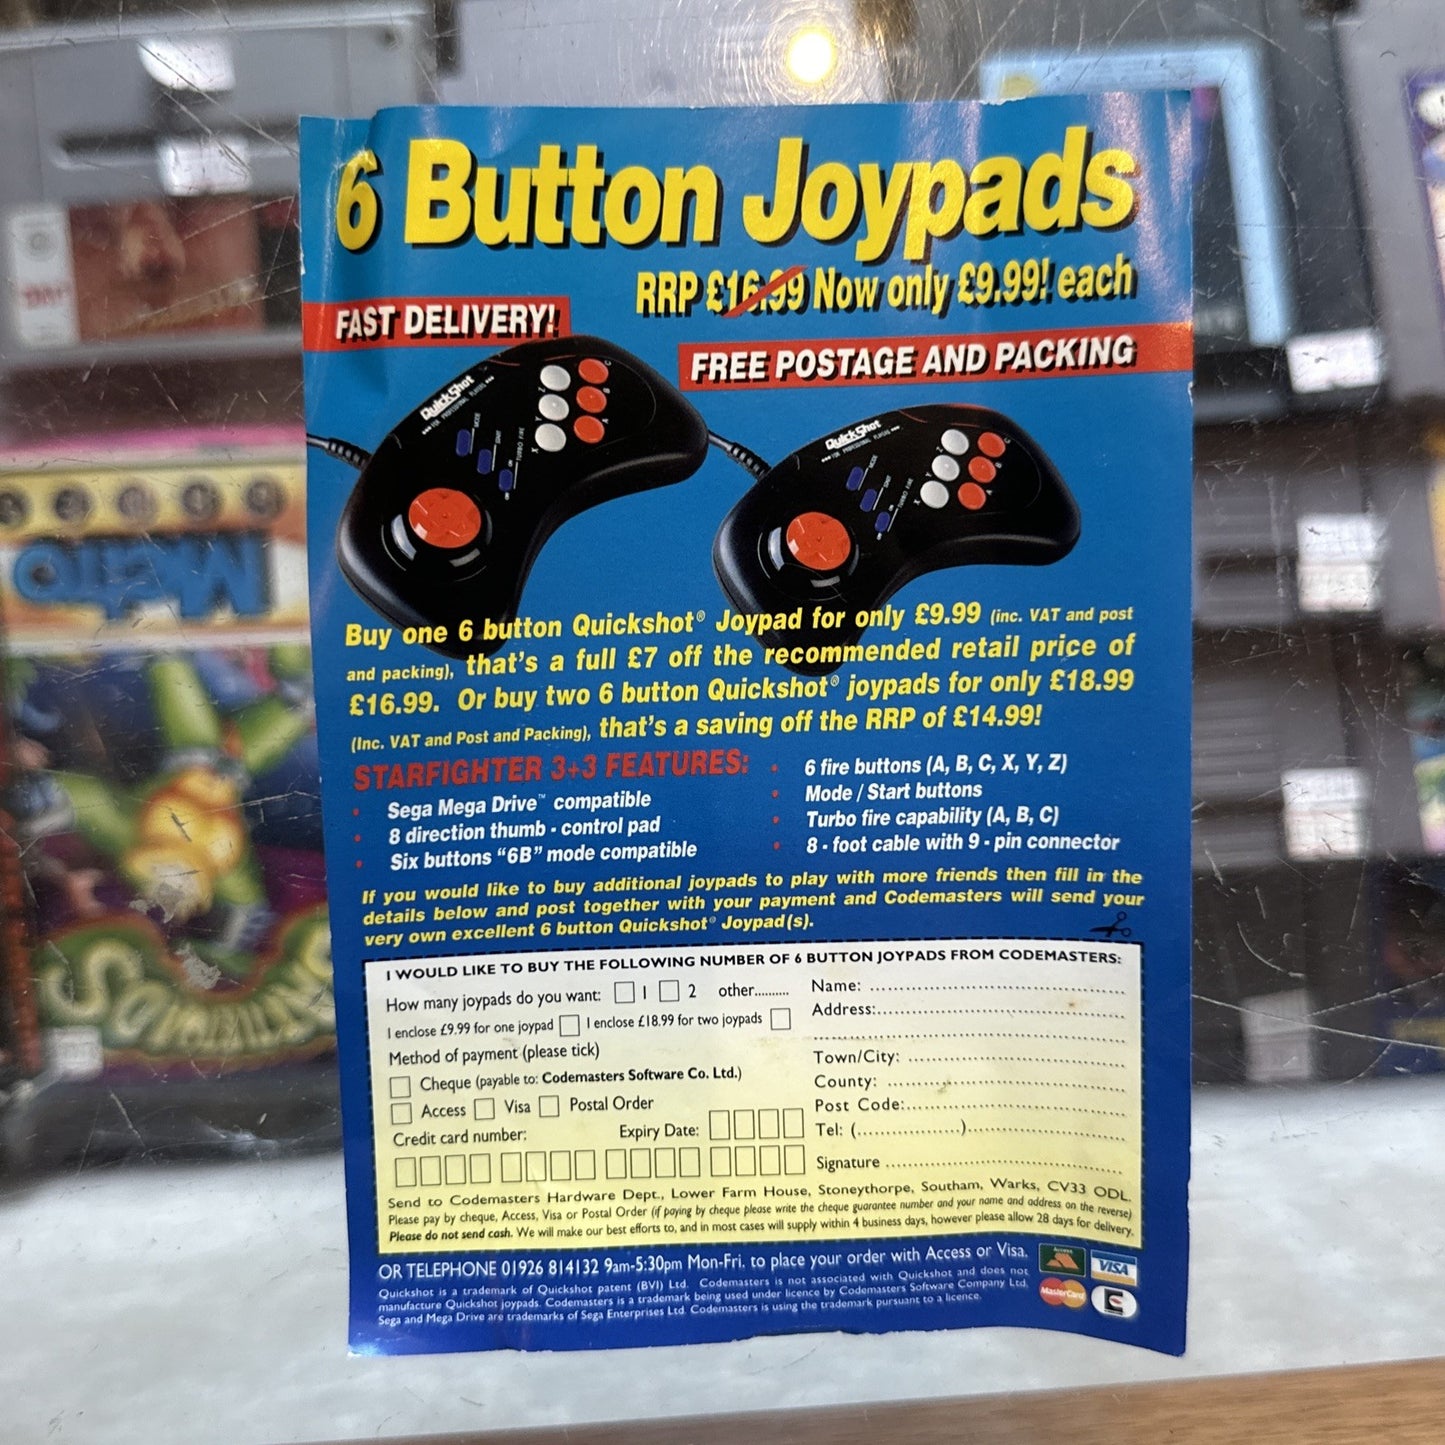 6 Button Joypads
RRP £16.99 Now only £9.99! each
FAST DELIVERY!
FREE POSTAGE AND PACKING
QuickShot
QuickShot
Buy one 6 button Quickshot® Joypad for only £9.99 (inc. VAT and post
and packing), that's a full £7 off the recommended retail price of
£16.99. Or buy two 6 button Quickshot® joypads for only £18.99
(Inc. VAT and Post and Packing), that's a saving off the RRP of £14.99!
STARFIGHTER 3+3 FEATURES:
• Sega Mega Drive™ compatible
• 8 direction thumb - control pad
• Six buttons “6B” mode compatible
• 6 fire buttons (A, B, C, X, Y, Z)
• Mode / Start buttons
• Turbo fire capability (A, B, C)
• 8 - foot cable with 9 - pin connector
If you would like to buy additional joypads to play with more friends then fill in the
details below and post together with your payment and Codemasters will send your
very own excellent 6 button Quickshot® Joypad(s).
I WOULD LIKE TO BUY THE FOLLOWING NUMBER OF 6 BUTTON JOYPADS FROM CODEMASTERS:
How many joypads do you want: 1 2 other..........
I enclose £9.99 for one joypad I enclose £18.99 for two joypads
Method of payment (please tick)
Cheque (payable to: Codemasters Software Co. Ltd.)
Access Visa Postal Order
Credit card number: Expiry Date:
Name:
Address:
Town/City:
County:
Post Code:
Tel: ( )
Signature
Send to Codemasters Hardware Dept., Lower Farm House, Stoneythorpe, Southam, Warks, CV33 ODL.
Please pay by cheque, Access, Visa or Postal Order (if paying by cheque please write the cheque guarantee number and your name and address on the reverse)
Please do not send cash. We will make our best efforts to, and in most cases will supply within 4 business days, however please allow 28 days for delivery.
OR TELEPHONE 01926 814132 9am-5:30pm Mon-Fri. to place your order with Access or Visa.
Quickshot is a trademark of Quickshot patent (BVI) Ltd. Codemasters is not associated with Quickshot and does not
manufacture Quickshot joypads. Codemasters is a trademark being used under licence by Codemasters Software Company Ltd.
Sega and Mega Drive are trademarks of Sega Enterprises Ltd. Codemasters is using the trademark pursuant to a licence.
Access
VISA
MasterCard